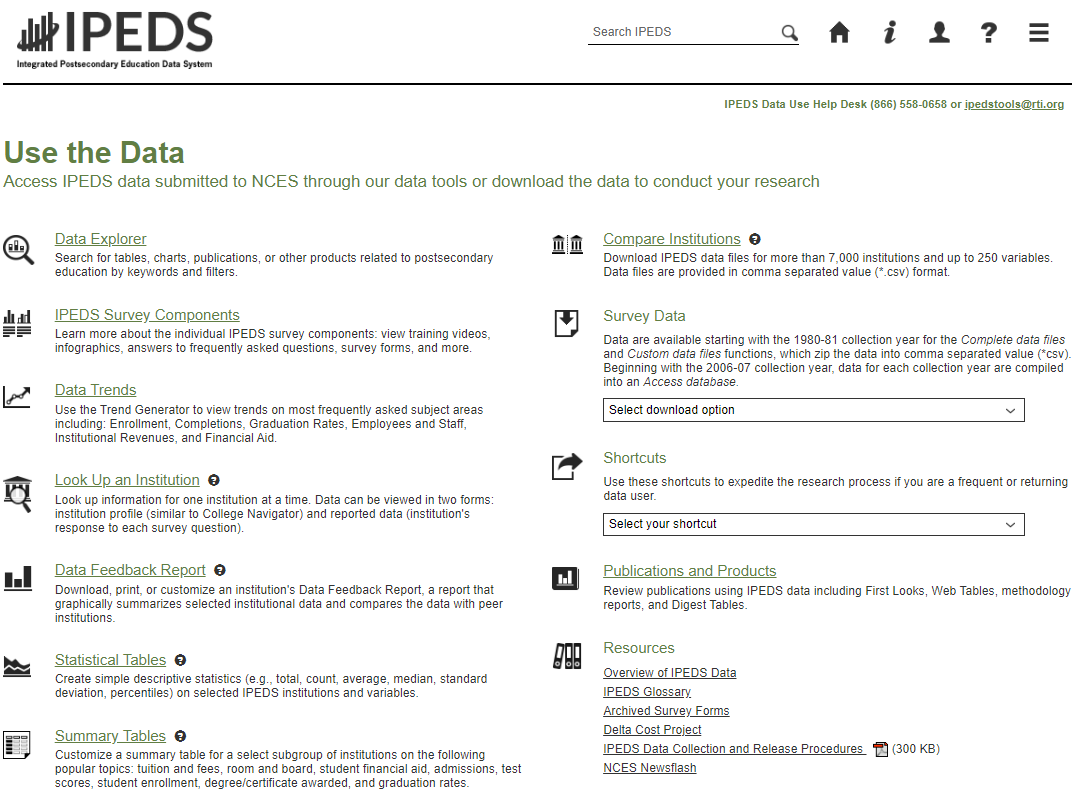 IPEDS
Integrated Postsecondary Education Data System
Search IPEDS
IPEDS Data Use Help Desk (866) 558-0658 or ipedstools@rti.org
Use the Data
Access IPEDS data submitted to NCES through our data tools or download the data to conduct your research
Data Explorer
Search for tables, charts, publications, or other products related to postsecondary
education by keywords and filters.
IPEDS Survey Components
Learn more about the individual IPEDS survey components: view training videos,
infographics, answers to frequently asked questions, survey forms, and more.
Data Trends
Use the Trend Generator to view trends on most frequently asked subject areas
including: Enrollment, Completions, Graduation Rates, Employees and Staff,
Institutional Revenues, and Financial Aid.
Look Up an Institution ?
Look up information for one institution at a time. Data can be viewed in two forms:
institution profile (similar to College Navigator) and reported data (institution's
response to each survey question).
Data Feedback Report ?
Download, print, or customize an institution's Data Feedback Report, a report that
graphically summarizes selected institutional data and compares the data with peer
institutions.
Statistical Tables ?
Create simple descriptive statistics (e.g., total, count, average, median, standard
deviation, percentiles) on selected IPEDS institutions and variables.
Summary Tables ?
Customize a summary table for a select subgroup of institutions on the following
popular topics: tuition and fees, room and board, student financial aid, admissions, test
scores, student enrollment, degree/certificate awarded, and graduation rates.
Compare Institutions ?
Download IPEDS data files for more than 7,000 institutions and up to 250 variables.
Data files are provided in comma separated value (*.csv) format.
Survey Data
Data are available starting with the 1980-81 collection year for the Complete data files
and Custom data files functions, which zip the data into comma separated value (*csv).
Beginning with the 2006-07 collection year, data for each collection year are compiled
into an Access database.
Select download option
Shortcuts
Use these shortcuts to expedite the research process if you are a frequent or returning
data user.
Select your shortcut
Publications and Products
Review publications using IPEDS data including First Looks, Web Tables, methodology
reports, and Digest Tables.
Resources
Overview of IPEDS Data
IPEDS Glossary
Archived Survey Forms
Delta Cost Project
IPEDS Data Collection and Release Procedures (300 KB)
NCES Newsflash